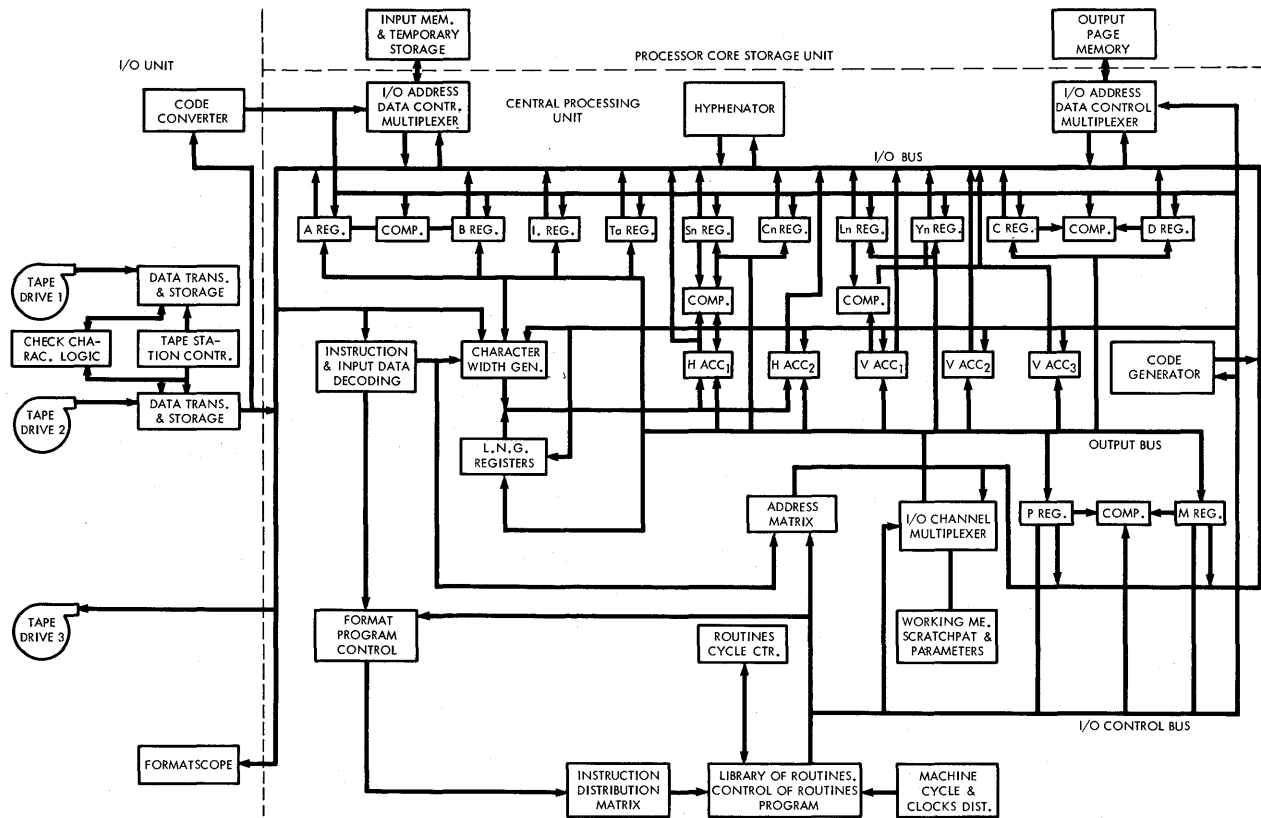 INPUT MEM.
& TEMPORARY
STORAGE
OUTPUT
PAGE
MEMORY
PROCESSOR CORE STORAGE UNIT
I/O UNIT
CODE
CONVERTER
I/O ADDRESS
DATA CONTR.
MULTIPLEXER
CENTRAL PROCESSING
UNIT
HYPHENATOR
I/O ADDRESS
DATA CONTROL
MULTIPLEXER
I/O BUS
A REG.
COMP.
B REG.
I. REG.
Ta REG.
Sn REG.
Cn REG.
Ln REG.
Yn REG.
C REG.
COMP.
D REG.
TAPE
DRIVE 1
DATA TRANS.
& STORAGE
COMP.
COMP.
CHECK CHA-
RAC. LOGIC
TAPE STA-
TION CONTR.
INSTRUCTION
& INPUT DATA
DECODING
CHARACTER
WIDTH GEN.
H ACC1
H ACC2
V ACC1
V ACC2
V ACC3
CODE
GENERATOR
TAPE
DRIVE 2
DATA TRANS.
& STORAGE
OUTPUT BUS
L.N.G.
REGISTERS
ADDRESS
MATRIX
I/O CHANNEL
MULTIPLEXER
P REG.
COMP.
M REG.
TAPE
DRIVE 3
FORMAT
PROGRAM
CONTROL
ROUTINES
CYCLE CTR.
WORKING ME.
SCRATCHPAT &
PARAMETERS
I/O CONTROL BUS
FORMATSCOPE
INSTRUCTION
DISTRIBUTION
MATRIX
LIBRARY OF ROUTINES.
CONTROL OF ROUTINES
PROGRAM
MACHINE
CYCLE &
CLOCKS DIST.